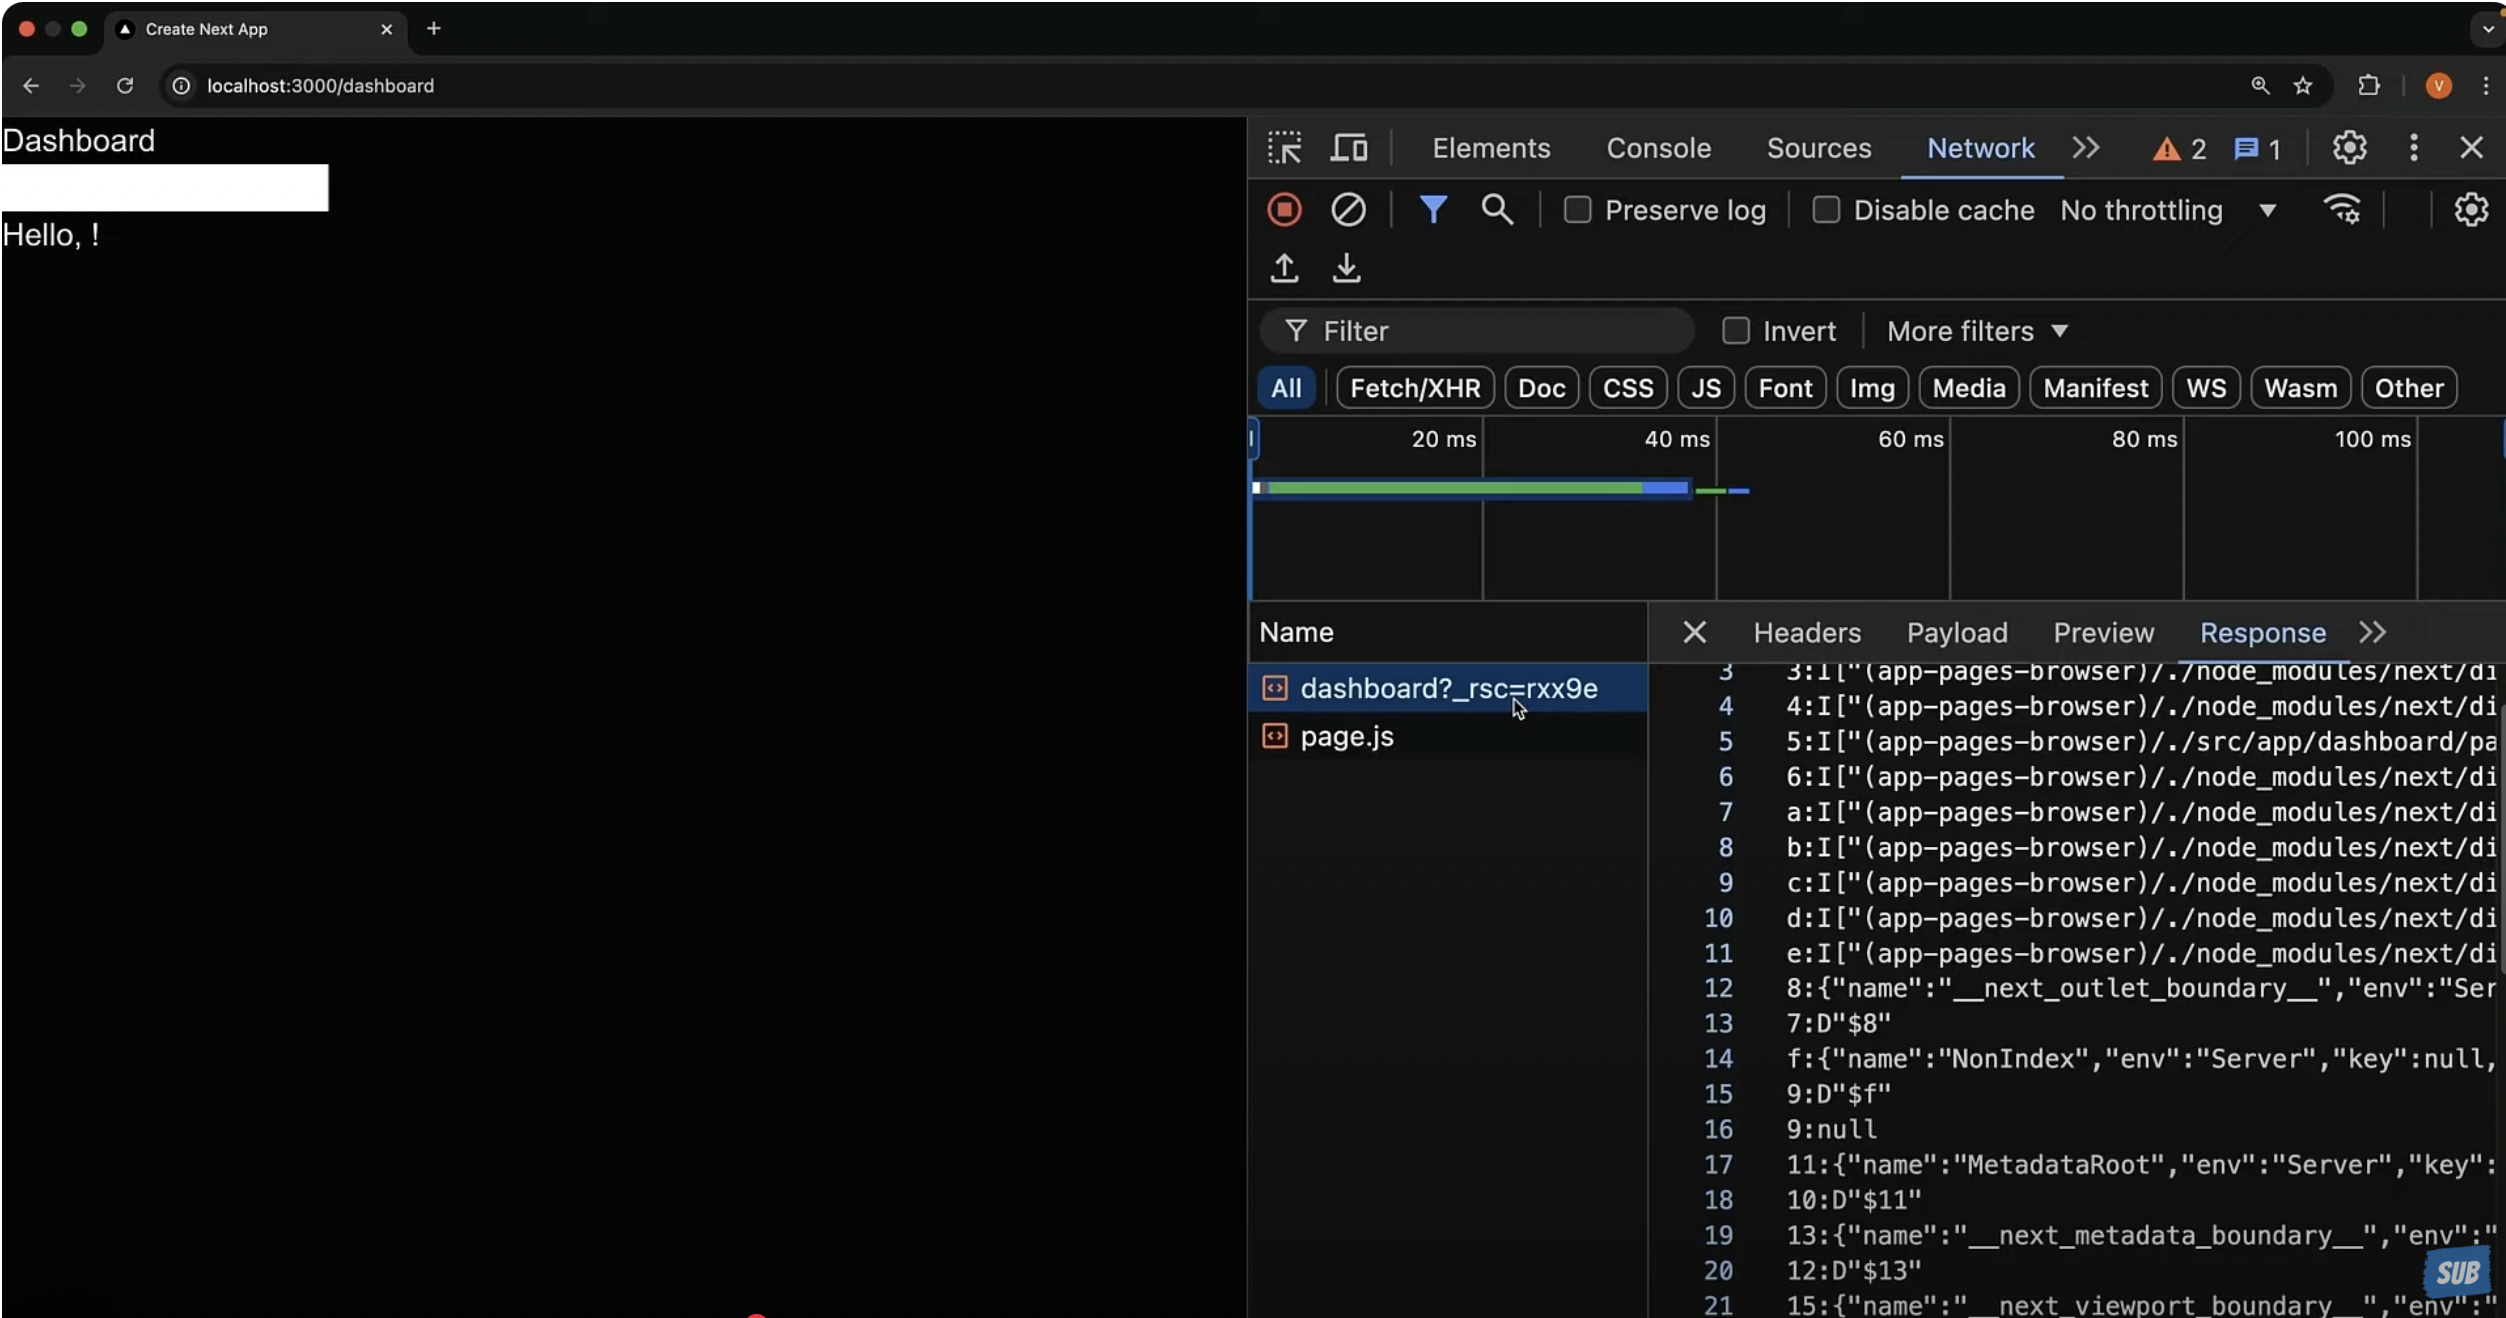 Create Next App
localhost:3000/dashboard
V
Dashboard
Hello, !
Elements Console Sources Network 2 1
Preserve log Disable cache No throttling
Filter Invert More filters
All Fetch/XHR Doc CSS JS Font Img Media Manifest WS Wasm Other
20 ms 40 ms 60 ms 80 ms 100 ms
Name
dashboard?_rsc=rxx9e
page.js
Headers Payload Preview Response
3 3:I["(app-pages-browser)/./node_modules/next/di
4 4:I["(app-pages-browser)/./node_modules/next/di
5 5:I["(app-pages-browser)/./src/app/dashboard/pa
6 6:I["(app-pages-browser)/./node_modules/next/di
7 a:I["(app-pages-browser)/./node_modules/next/di
8 b:I["(app-pages-browser)/./node_modules/next/di
9 c:I["(app-pages-browser)/./node_modules/next/di
10 d:I["(app-pages-browser)/./node_modules/next/di
11 e:I["(app-pages-browser)/./node_modules/next/di
12 8:{"name":"__next_outlet_boundary__","env":"Ser
13 7:D"$8"
14 f:{"name":"NonIndex","env":"Server","key":null,
15 9:D"$f"
16 9:null
17 11:{"name":"MetadataRoot","env":"Server","key":
18 10:D"$11"
19 13:{"name":"__next_metadata_boundary__","env":"
20 12:D"$13"
21 15:{"name":"__next_viewport_boundary__","env":"
SUB